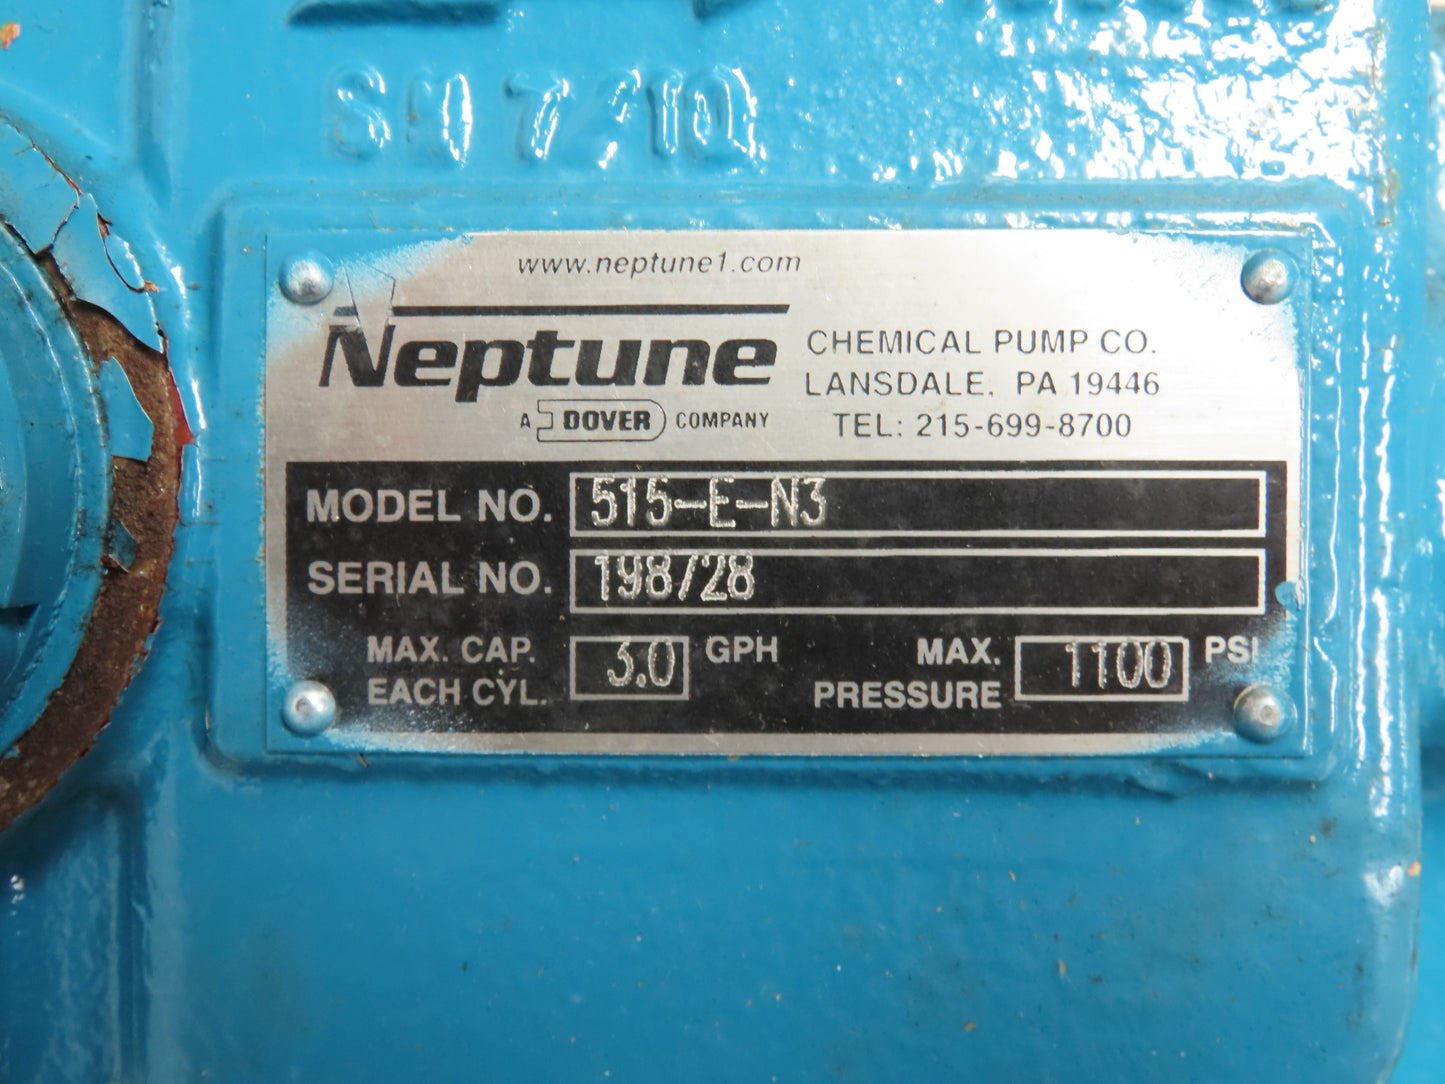 SM 7210
www.neptune1.com
Neptune
A DOVER COMPANY
CHEMICAL PUMP CO.
LANSDALE, PA 19446
TEL: 215-699-8700
MODEL NO. 515-E-N3
SERIAL NO. 198728
MAX. CAP. EACH CYL. 3.0 GPH
MAX. PRESSURE 1100 PSI